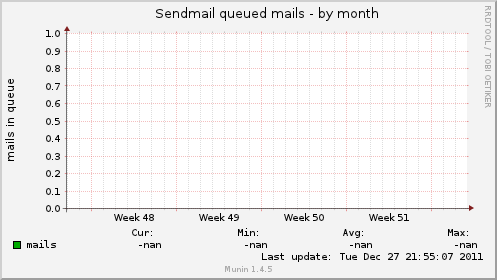 Sendmail queued mails - by month
RRDTOOL / TOBI OETIKER
mails in queue
1.0
0.9
0.8
0.7
0.6
0.5
0.4
0.3
0.2
0.1
0.0
Week 48 Week 49 Week 50 Week 51
Cur: Min: Avg: Max:
mails -nan -nan -nan -nan
Last update: Tue Dec 27 21:55:07 2011
Munin 1.4.5